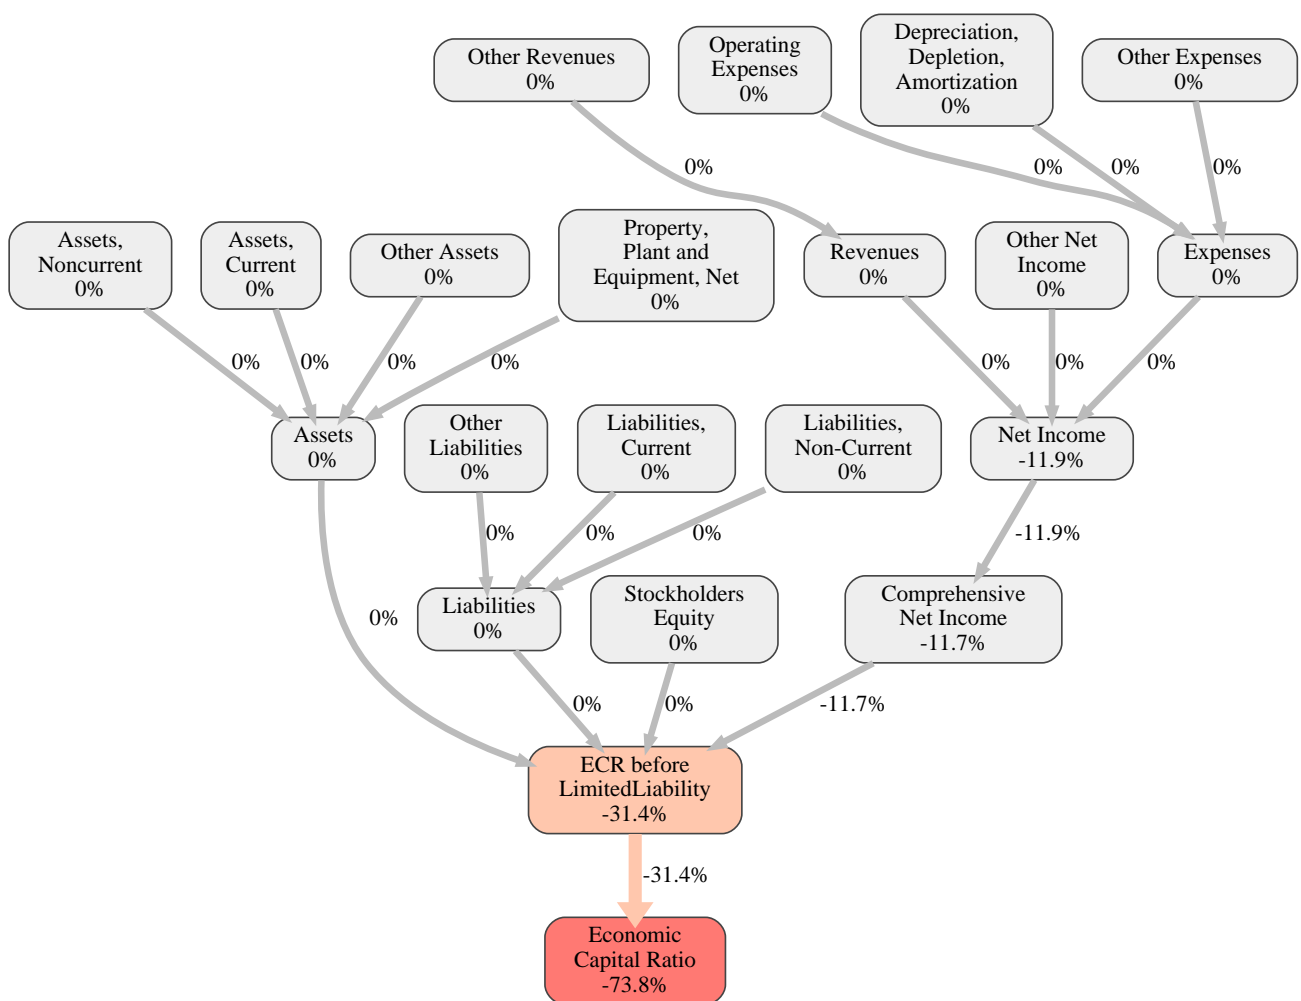 Other Revenues
0%
Operating
Expenses
0%
Depreciation,
Depletion,
Amortization
0%
Other Expenses
0%
0%
0%
0%
0%
Assets,
Noncurrent
0%
Assets,
Current
0%
Other Assets
0%
Property,
Plant and
Equipment, Net
0%
Revenues
0%
Other Net
Income
0%
Expenses
0%
0%
0%
0%
0%
0%
0%
0%
Assets
0%
Other
Liabilities
0%
Liabilities,
Current
0%
Liabilities,
Non-Current
0%
Net Income
-11.9%
0%
0%
0%
-11.9%
0%
Liabilities
0%
Stockholders
Equity
0%
Comprehensive
Net Income
-11.7%
0%
0%
-11.7%
ECR before
LimitedLiability
-31.4%
-31.4%
Economic
Capital Ratio
-73.8%